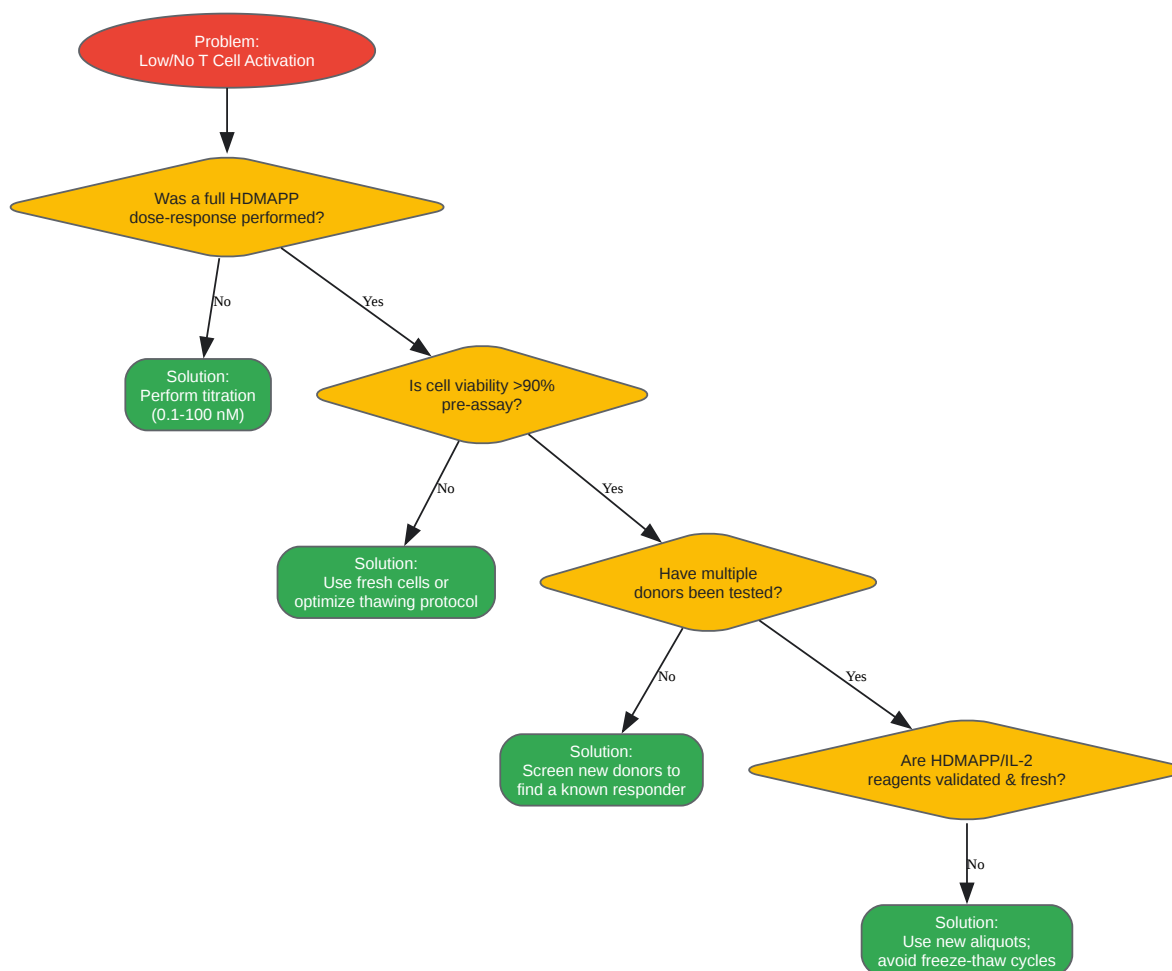 Problem:
Low/No T Cell Activation
Was a full HDMAPP
dose-response performed?
No
Yes
Solution:
Perform titration
(0.1-100 nM)
Is cell viability >90%
pre-assay?
No
Yes
Solution:
Use fresh cells or
optimize thawing protocol
Have multiple
donors been tested?
No
Yes
Solution:
Screen new donors to
find a known responder
Are HDMAPP/IL-2
reagents validated & fresh?
No
Solution:
Use new aliquots;
avoid freeze-thaw cycles